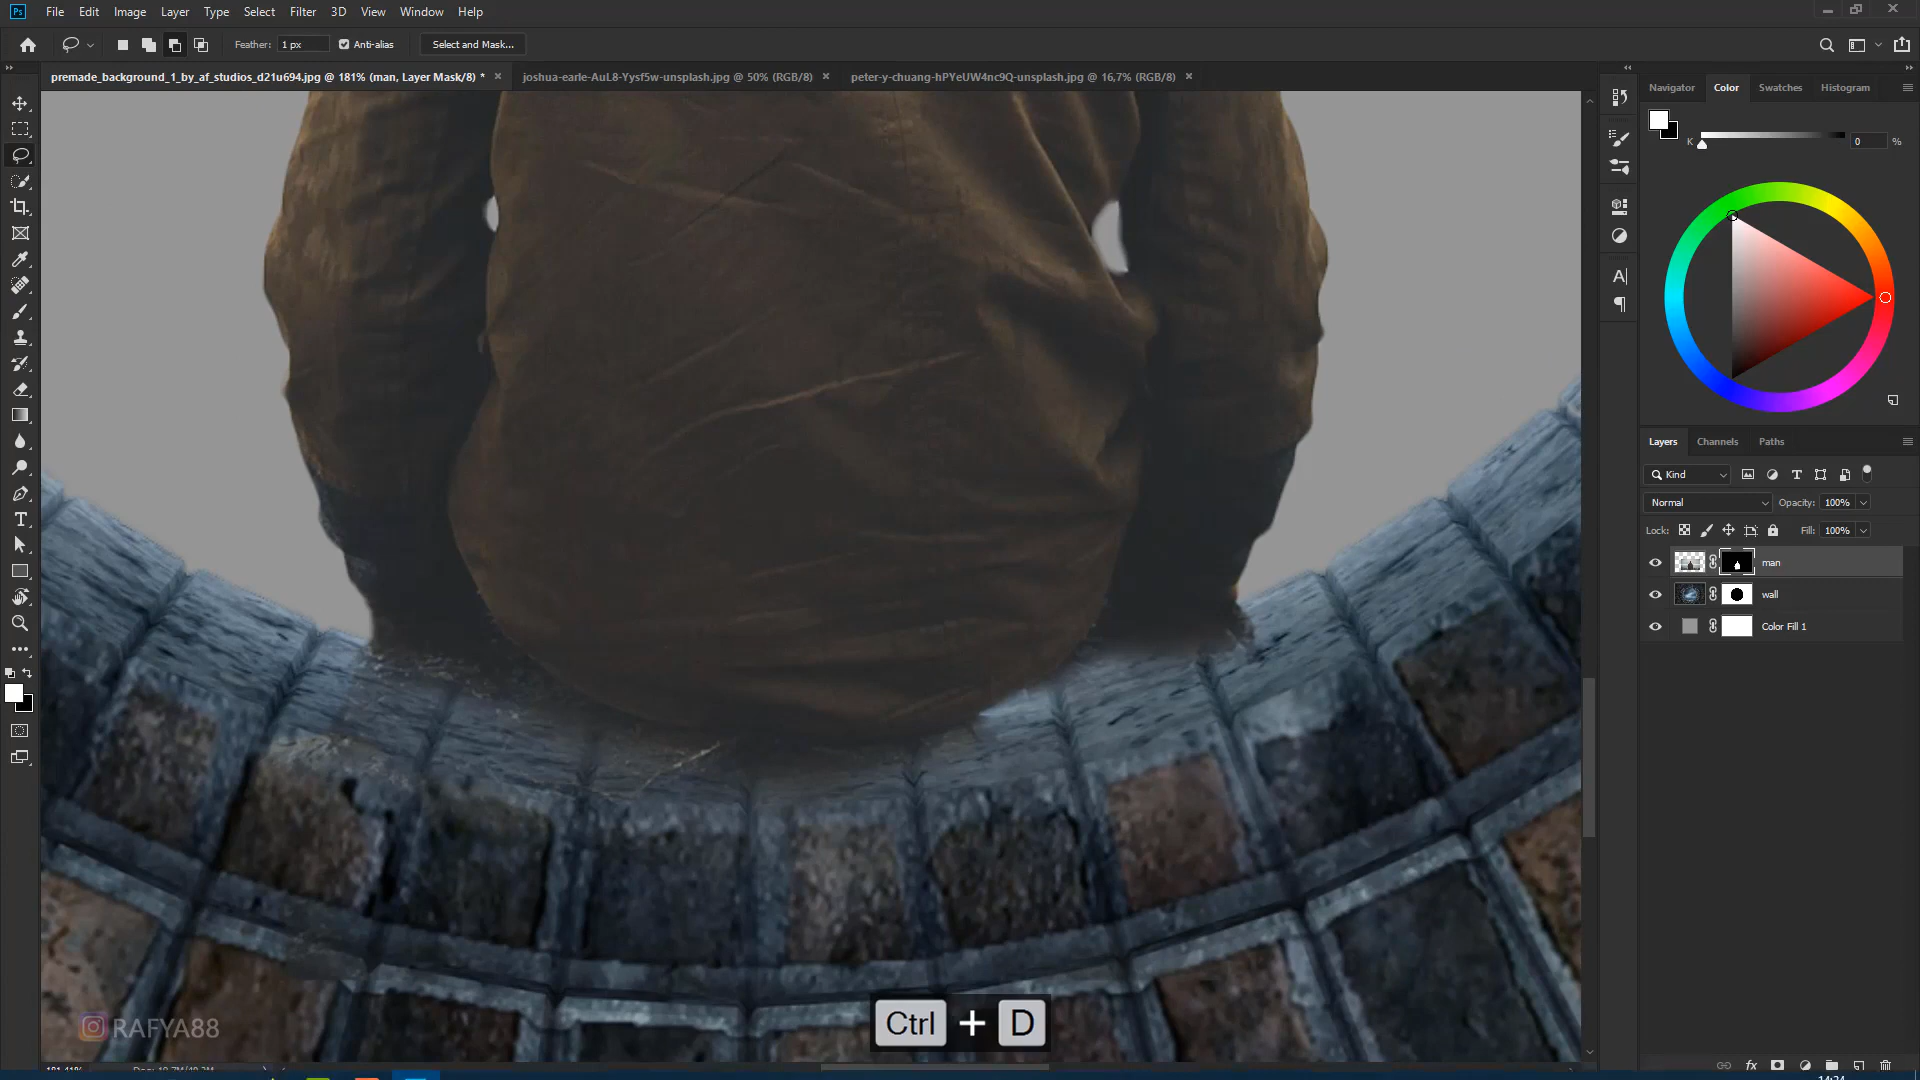 Ps File Edit Image Layer Type Select Filter 3D View Window Help
Feather: 1 px Anti-alias Select and Mask...
premade_background_1_by_af_studios_d21u694.jpg @ 181% (man, Layer Mask/8) *
joshua-earle-AuL8-Yysf5w-unsplash.jpg @ 50% (RGB/8)
peter-y-chuang-hPYeUW4nc9Q-unsplash.jpg @ 16,7% (RGB/8)
Navigator Color Swatches Histogram
K 0 %
Layers Channels Paths
Kind
Normal Opacity: 100%
Lock: Fill: 100%
man
wall
Color Fill 1
RAFYA88
Ctrl + D
fx